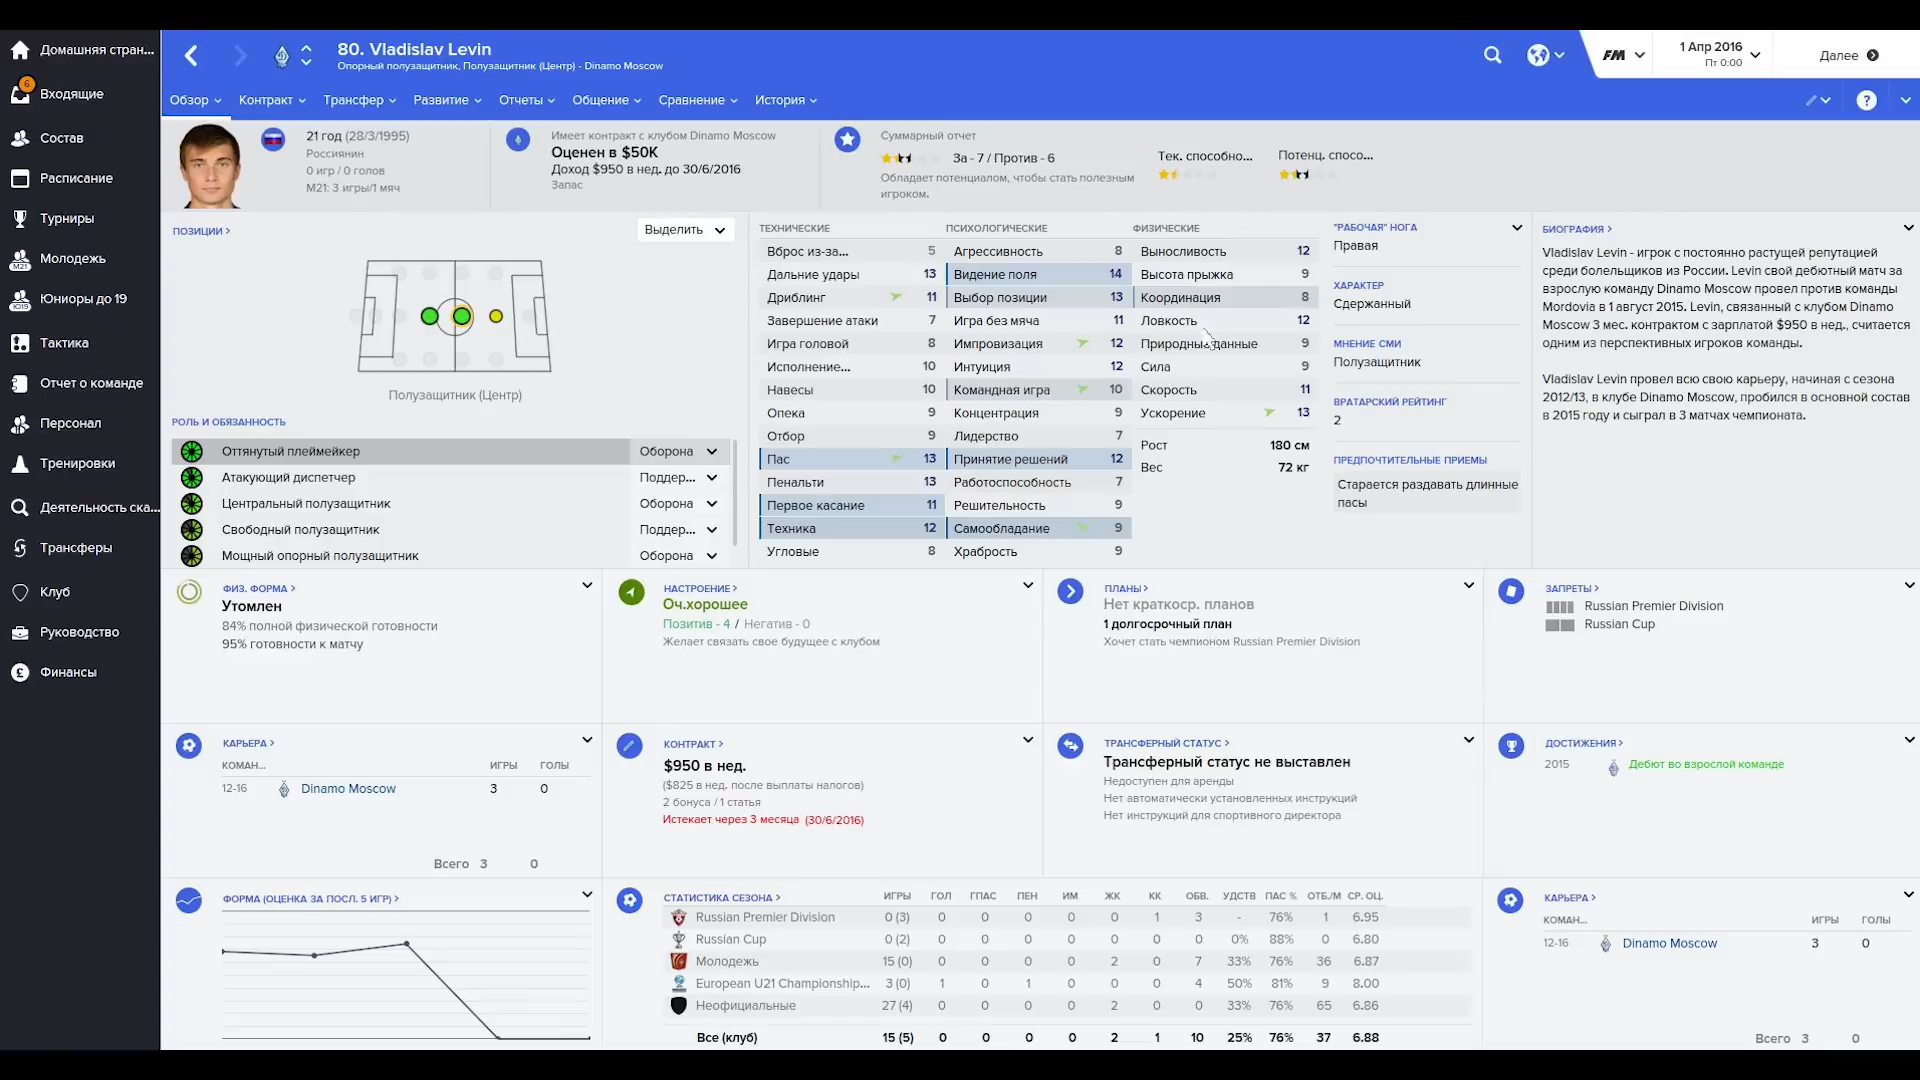 Домашняя стран...
6
Входящие
Состав
Расписание
Турниры
M21
Молодежь
Ю19
Юниоры до 19
Тактика
Отчет о команде
Персонал
Тренировки
Деятельность ска...
Трансферы
Клуб
Руководство
Финансы
80. Vladislav Levin
Опорный полузащитник, Полузащитник (Центр) - Dinamo Moscow
FM
1 Апр 2016
Пт 0:00
Далее
Обзор Контракт Трансфер Развитие Отчеты Общение Сравнение История
?
21 год (28/3/1995)
Россиянин
0 игр / 0 голов
М21: 3 игры/1 мяч
Имеет контракт с клубом Dinamo Moscow
Оценен в $50K
Доход $950 в нед. до 30/6/2016
Запас
Суммарный отчет
За - 7 / Против - 6
Обладает потенциалом, чтобы стать полезным
игроком.
Тек. способно...
Потенц. спосо...
ПОЗИЦИИ >
Выделить
Полузащитник (Центр)
РОЛЬ И ОБЯЗАННОСТЬ
Оттянутый плеймейкер Оборона
Атакующий диспетчер Поддер...
Центральный полузащитник Оборона
Свободный полузащитник Поддер...
Мощный опорный полузащитник Оборона
ТЕХНИЧЕСКИЕ
Вброс из-за... 5
Дальние удары 13
Дриблинг 11
Завершение атаки 7
Игра головой 8
Исполнение... 10
Навесы 10
Опека 9
Отбор 9
Пас 13
Пенальти 13
Первое касание 11
Техника 12
Угловые 8
ПСИХОЛОГИЧЕСКИЕ
Агрессивность 8
Видение поля 14
Выбор позиции 13
Игра без мяча 11
Импровизация 12
Интуиция 12
Командная игра 10
Концентрация 9
Лидерство 7
Принятие решений 12
Работоспособность 7
Решительность 9
Самообладание 9
Храбрость 9
ФИЗИЧЕСКИЕ
Выносливость 12
Высота прыжка 9
Координация 8
Ловкость 12
Природные данные 9
Сила 9
Скорость 11
Ускорение 13
Рост 180 см
Вес 72 кг
"РАБОЧАЯ" НОГА
Правая
ХАРАКТЕР
Сдержанный
МНЕНИЕ СМИ
Полузащитник
ВРАТАРСКИЙ РЕЙТИНГ
2
ПРЕДПОЧТИТЕЛЬНЫЕ ПРИЕМЫ
Старается раздавать длинные
пасы
БИОГРАФИЯ >
Vladislav Levin - игрок с постоянно растущей репутацией
среди болельщиков из России. Levin свой дебютный матч за
взрослую команду Dinamo Moscow провел против команды
Mordovia в 1 август 2015. Levin, связанный с клубом Dinamo
Moscow 3 мес. контрактом с зарплатой $950 в нед., считается
одним из перспективных игроков команды.
Vladislav Levin провел всю свою карьеру, начиная с сезона
2012/13, в клубе Dinamo Moscow, пробился в основной состав
в 2015 году и сыграл в 3 матчах чемпионата.
ФИЗ. ФОРМА >
Утомлен
84% полной физической готовности
95% готовности к матчу
НАСТРОЕНИЕ >
Оч.хорошее
Позитив - 4 / Негатив - 0
Желает связать свое будущее с клубом
ПЛАНЫ >
Нет краткоср. планов
1 долгосрочный план
Хочет стать чемпионом Russian Premier Division
ЗАПРЕТЫ >
Russian Premier Division
Russian Cup
КАРЬЕРА >
КОМАН... ИГРЫ ГОЛЫ
12-16 Dinamo Moscow 3 0
Всего 3 0
КОНТРАКТ >
$950 в нед.
($825 в нед. после выплаты налогов)
2 бонуса / 1 статья
Истекает через 3 месяца (30/6/2016)
ТРАНСФЕРНЫЙ СТАТУС >
Трансферный статус не выставлен
Недоступен для аренды
Нет автоматически установленных инструкций
Нет инструкций для спортивного директора
ДОСТИЖЕНИЯ >
2015 Дебют во взрослой команде
ФОРМА (ОЦЕНКА ЗА ПОСЛ. 5 ИГР) >
СТАТИСТИКА СЕЗОНА > ИГРЫ ГОЛ ГПАС ПЕН ИМ ЖК КК ОБВ. УДСТВ ПАС % ОТБ./М СР. ОЦ.
Russian Premier Division 0 (3) 0 0 0 0 0 1 3 - 76% 1 6.95
Russian Cup 0 (2) 0 0 0 0 0 0 0 0% 88% 0 6.80
Молодежь 15 (0) 0 0 0 0 2 0 7 33% 76% 36 6.87
European U21 Championship... 3 (0) 1 0 1 0 0 0 4 50% 81% 9 8.00
Неофициальные 27 (4) 0 0 0 0 2 0 0 33% 76% 65 6.86
Все (клуб) 15 (5) 0 0 0 0 2 1 10 25% 76% 37 6.88
КАРЬЕРА >
КОМАН... ИГРЫ ГОЛЫ
12-16 Dinamo Moscow 3 0
Всего 3 0